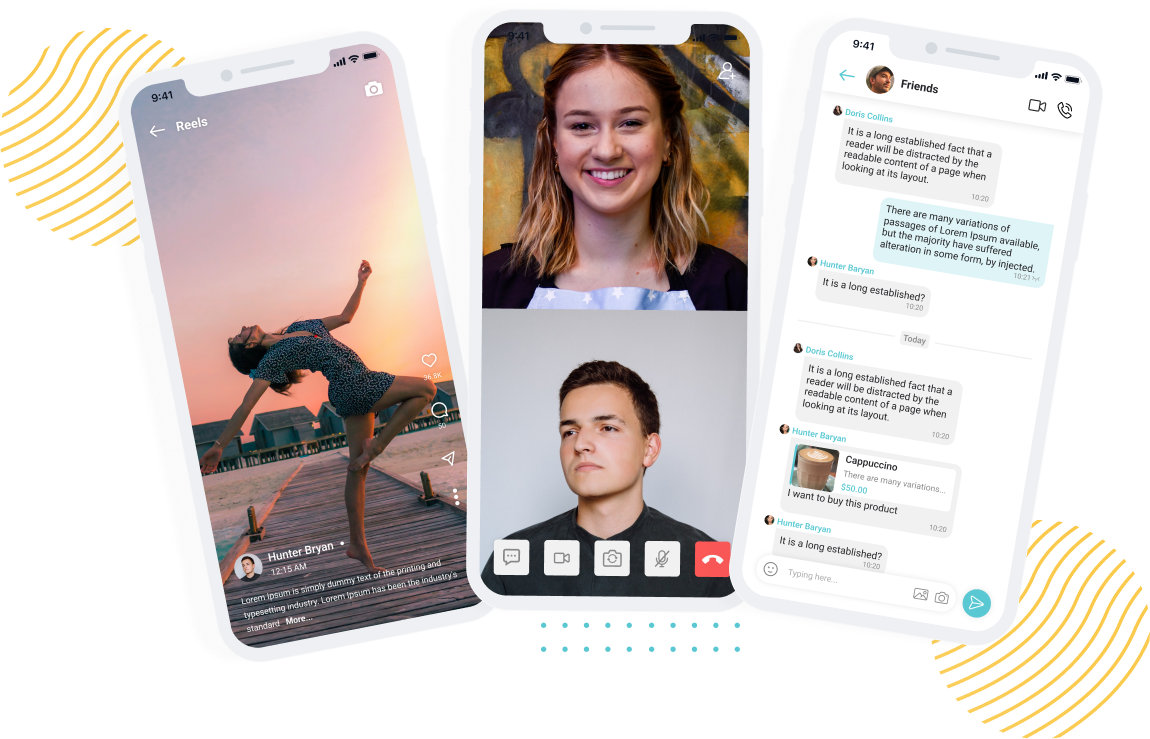 9:41
Reels
36.8K
50
Hunter Bryan
12:15 AM
Lorem Ipsum is simply dummy text of the printing and
typesetting industry. Lorem Ipsum has been the industry's
standard More...
9:41
9:41
Friends
Doris Collins
It is a long established fact that a
reader will be distracted by the
readable content of a page when
looking at its layout.
10:20
There are many variations of
passages of Lorem Ipsum available,
but the majority have suffered
alteration in some form, by injected.
10:21
Hunter Baryan
It is a long established?
10:20
Today
Doris Collins
It is a long established fact that a
reader will be distracted by the
readable content of a page when
looking at its layout.
10:20
Hunter Baryan
Cappuccino
There are many variations...
$50.00
I want to buy this product
10:20
Hunter Baryan
It is a long established?
10:20
Typing here...